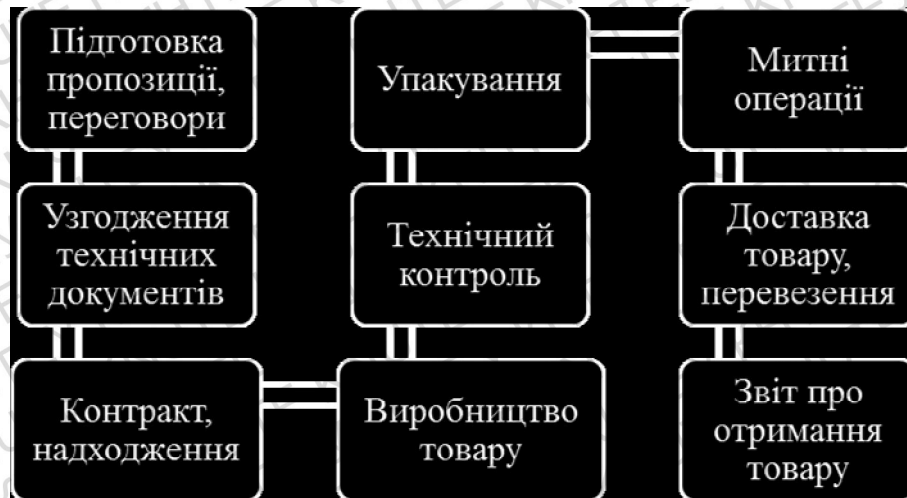 Підготовка
пропозиції,
переговори
Узгодження
технічних
документів
Контракт,
надходження
Виробництво
товару
Технічний
контроль
Упакування
Митні
операції
Доставка
товару,
перевезення
Звіт про
отримання
товару